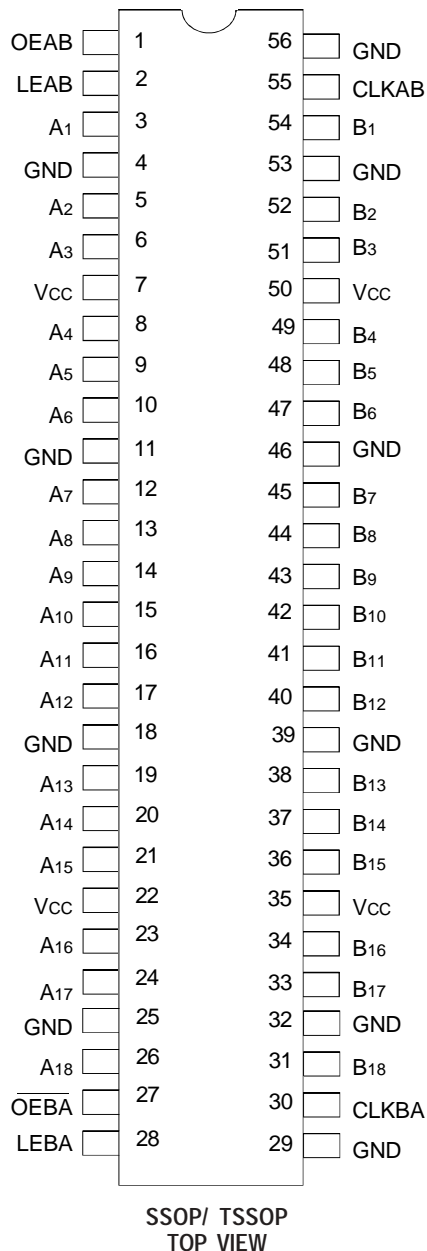 OEAB 1 56 GND
LEAB 2 55 CLKAB
A1 3 54 B1
GND 4 53 GND
A2 5 52 B2
A3 6 51 B3
VCC 7 50 VCC
A4 8 49 B4
A5 9 48 B5
A6 10 47 B6
GND 11 46 GND
A7 12 45 B7
A8 13 44 B8
A9 14 43 B9
A10 15 42 B10
A11 16 41 B11
A12 17 40 B12
GND 18 39 GND
A13 19 38 B13
A14 20 37 B14
A15 21 36 B15
VCC 22 35 VCC
A16 23 34 B16
A17 24 33 B17
GND 25 32 GND
A18 26 31 B18
OEBA 27 30 CLKBA
LEBA 28 29 GND
SSOP/ TSSOP
TOP VIEW